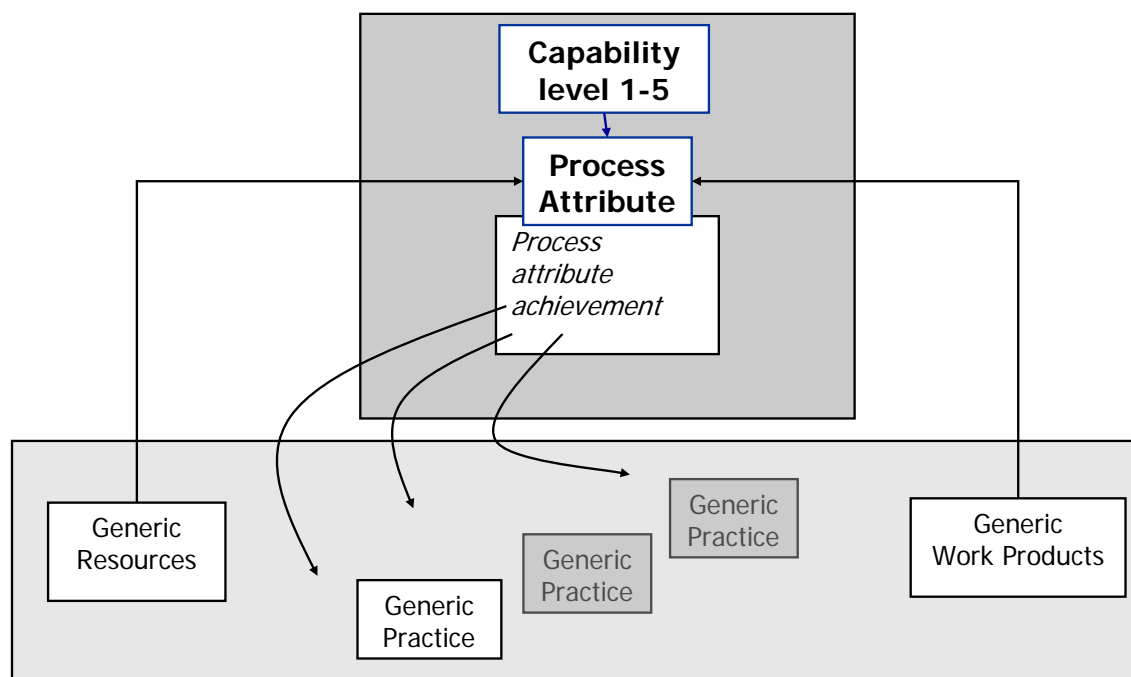 Capability
level 1-5
Process
Attribute
Process
attribute
achievement
Generic
Resources
Generic
Practice
Generic
Practice
Generic
Practice
Generic
Work Products